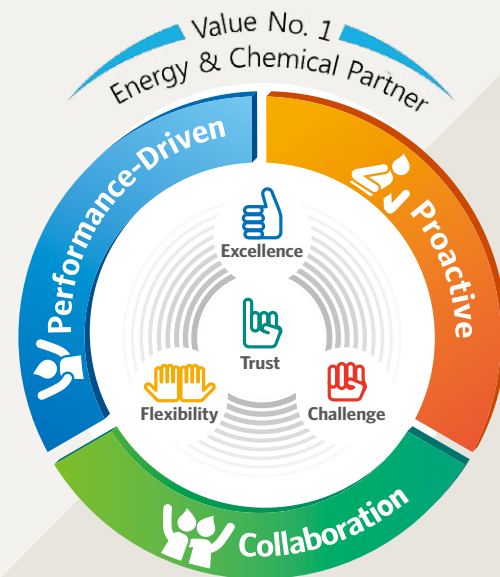 Value No. 1
Energy & Chemical Partner
Performance-Driven
Proactive
Excellence
Trust
Flexibility
Challenge
Collaboration